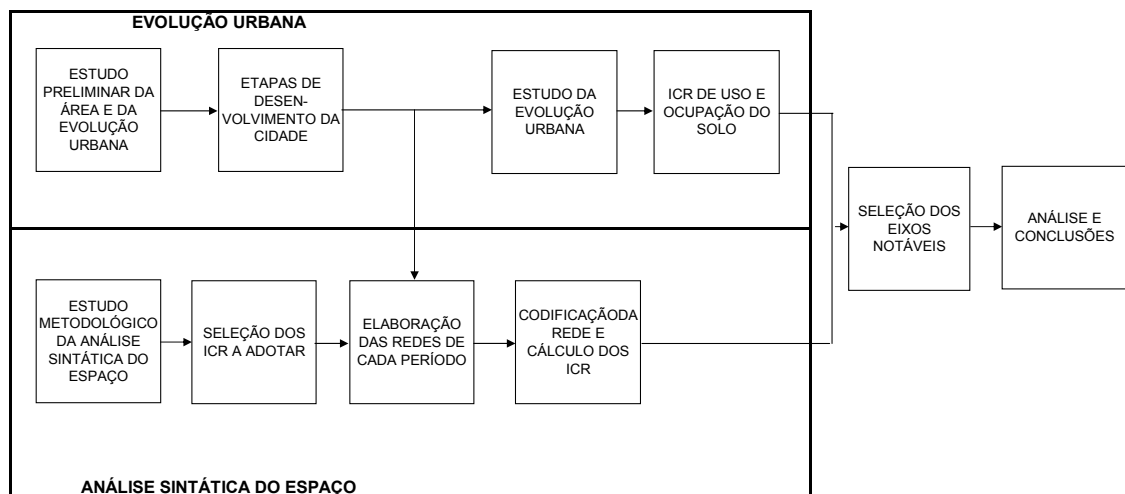 EVOLUÇÃO URBANA
ESTUDO
PRELIMINAR DA
ÁREA E DA
EVOLUÇÃO
URBANA
ETAPAS DE
DESEN-
VOLVIMENTO DA
CIDADE
ESTUDO DA
EVOLUÇÃO
URBANA
ICR DE USO E
OCUPAÇÃO DO
SOLO
SELEÇÃO DOS
EIXOS
NOTÁVEIS
ANÁLISE E
CONCLUSÕES
ESTUDO
METODOLÓGICO
DA ANÁLISE
SINTÁTICA DO
ESPAÇO
SELEÇÃO DOS
ICR A ADOTAR
ELABORAÇÃO
DAS REDES DE
CADA PERÍODO
CODIFICAÇÃODA
REDE E
CÁLCULO DOS
ICR
ANÁLISE SINTÁTICA DO ESPAÇO